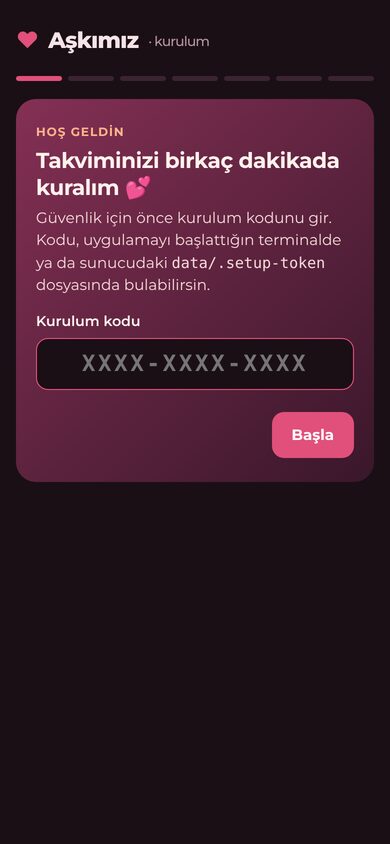 Aşkımız · kurulum
HOŞ GELDİN
Takviminizi birkaç dakikada
kuralım 💕
Güvenlik için önce kurulum kodunu gir.
Kodu, uygulamayı başlattığın terminalde
ya da sunucudaki data/.setup-token
dosyasında bulabilirsin.
Kurulum kodu
XXXX-XXXX-XXXX
Başla